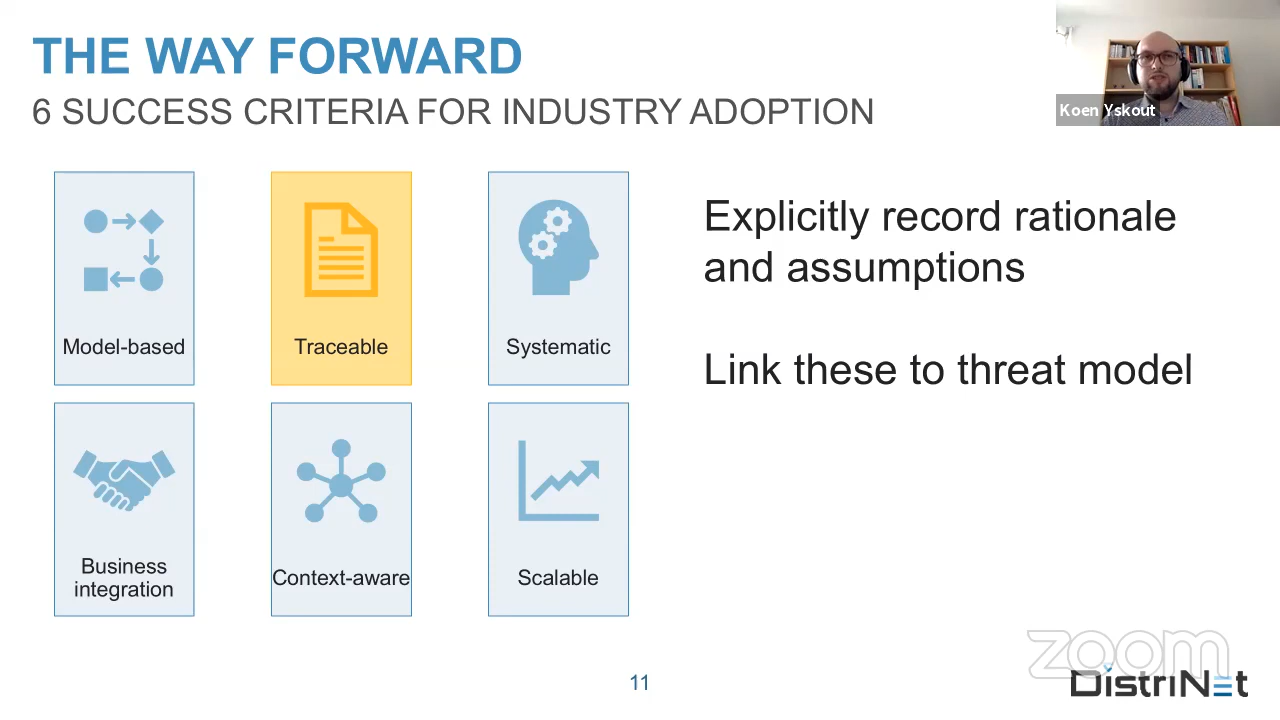 THE WAY FORWARD
6 SUCCESS CRITERIA FOR INDUSTRY ADOPTION
Koen Yskout
Model-based
Traceable
Systematic
Business
integration
Context-aware
Scalable
Explicitly record rationale
and assumptions
Link these to threat model
zoom
11
DistriNet